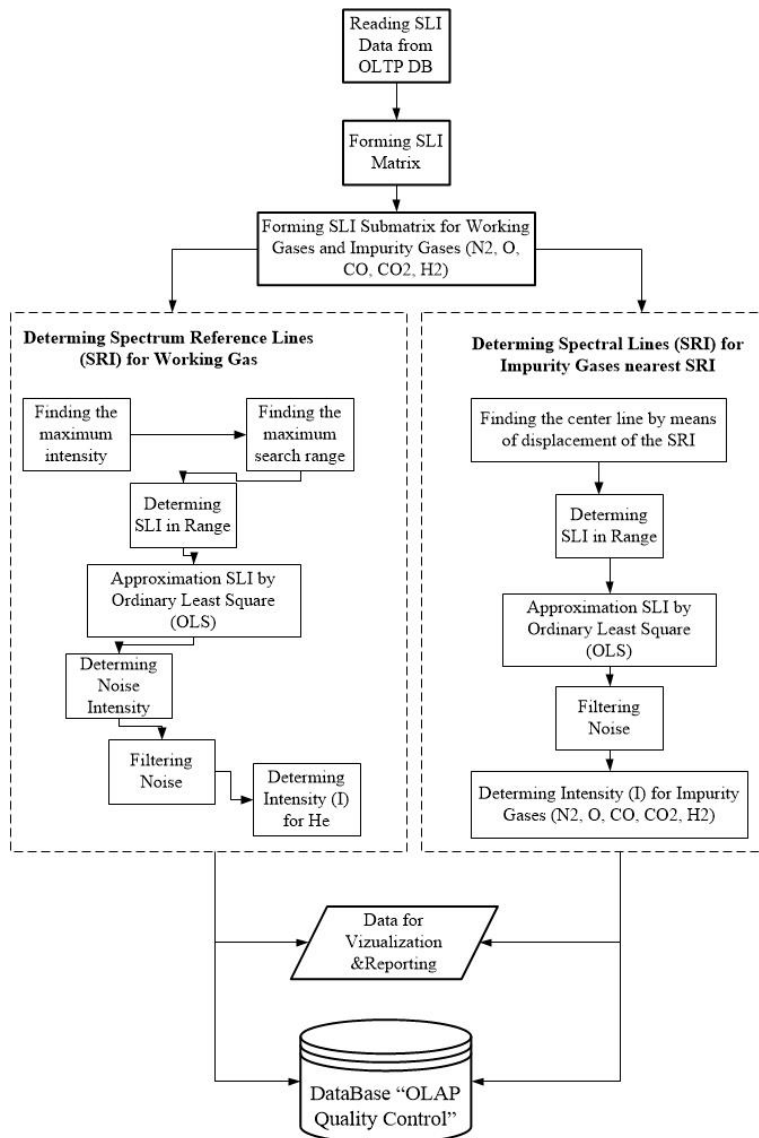 Reading SLI
Data from
OLTP DB
Forming SLI
Matrix
Forming SLI Submatrix for Working
Gases and Impurity Gases (N2, O,
CO, CO2, H2)
Determing Spectrum Reference Lines
(SRI) for Working Gas
Finding the
maximum
intensity
Finding the
maximum
search range
Determing
SLI in Range
Approximation SLI by
Ordinary Least Square
(OLS)
Determing
Noise
Intensity
Filtering
Noise
Determing
Intensity (I)
for He
Determing Spectral Lines (SRI) for
Impurity Gases nearest SRI
Finding the center line by means
of displacement of the SRI
Determing
SLI in Range
Approximation SLI by
Ordinary Least Square
(OLS)
Filtering
Noise
Determing Intensity (I) for Impurity
Gases (N2, O, CO, CO2, H2)
Data for
Vizualization
&Reporting
DataBase “OLAP
Quality Control”